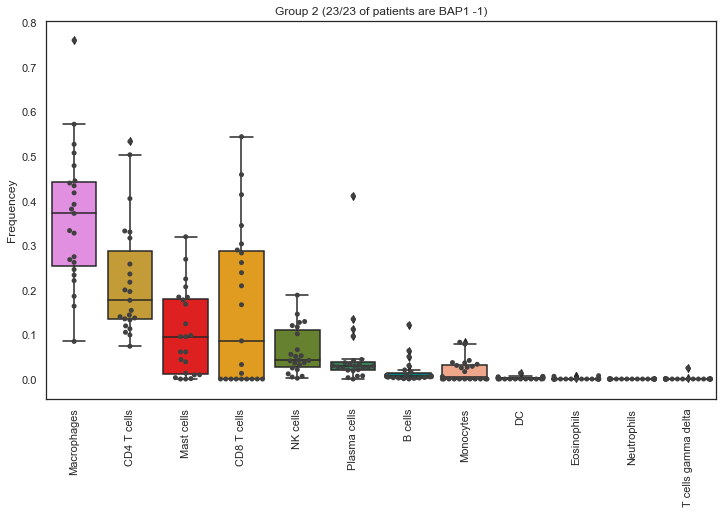 Group 2 (23/23 of patients are BAP1 -1)
Frequencey
0.8
0.7
0.6
0.5
0.4
0.3
0.2
0.1
0.0
Macrophages
CD4 T cells
Mast cells
CD8 T cells
NK cells
Plasma cells
B cells
Monocytes
DC
Eosinophils
Neutrophils
T cells gamma delta